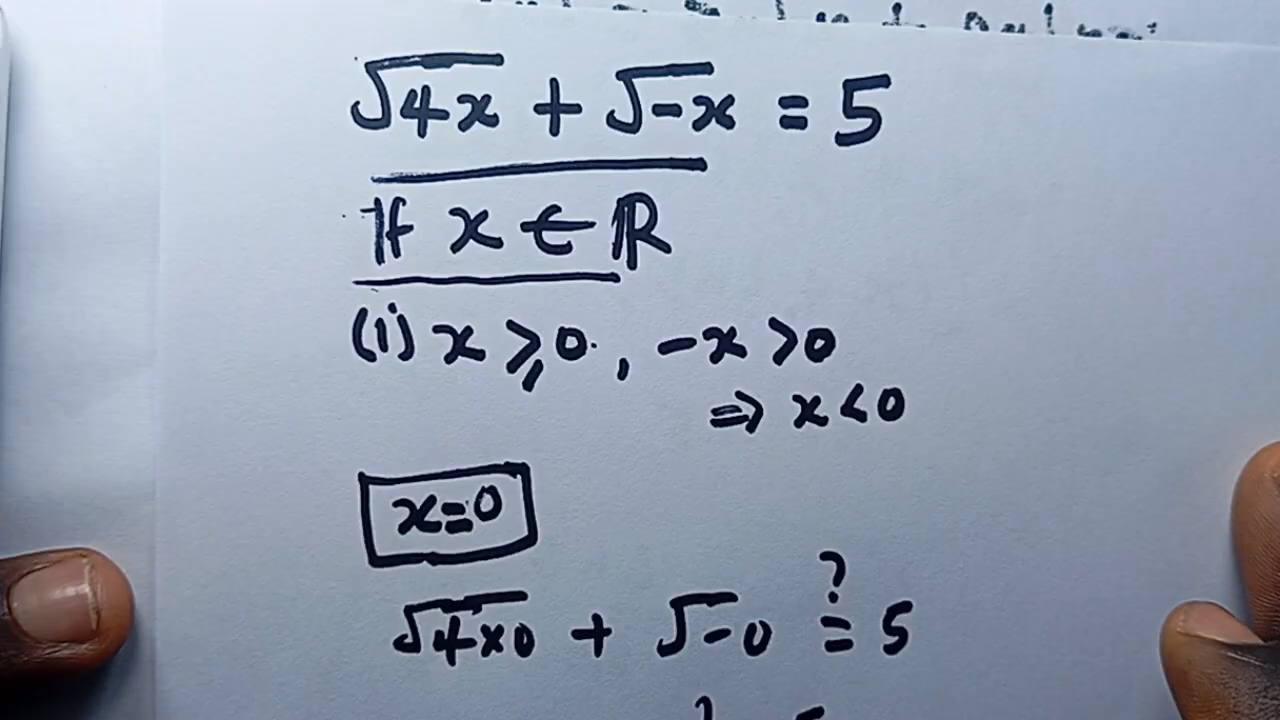 √4x + √-x = 5
If x ∈ ℝ
(i) x ⩾ 0, -x > 0
⇒ x < 0
x=0
√4×0 + √-0 ≟ 5